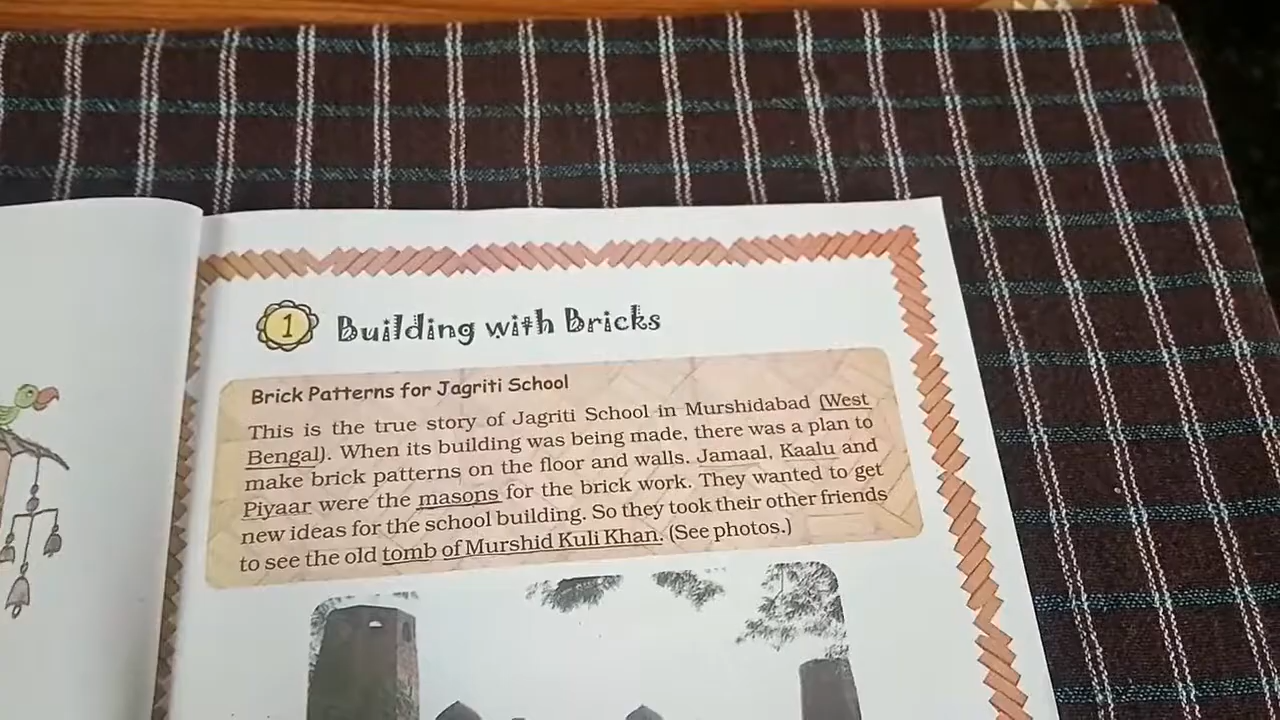 1 Building with Bricks
Brick Patterns for Jagriti School
This is the true story of Jagriti School in Murshidabad (West
Bengal). When its building was being made, there was a plan to
make brick patterns on the floor and walls. Jamaal, Kaalu and
Piyaar were the masons for the brick work. They wanted to get
new ideas for the school building. So they took their other friends
to see the old tomb of Murshid Kuli Khan. (See photos.)